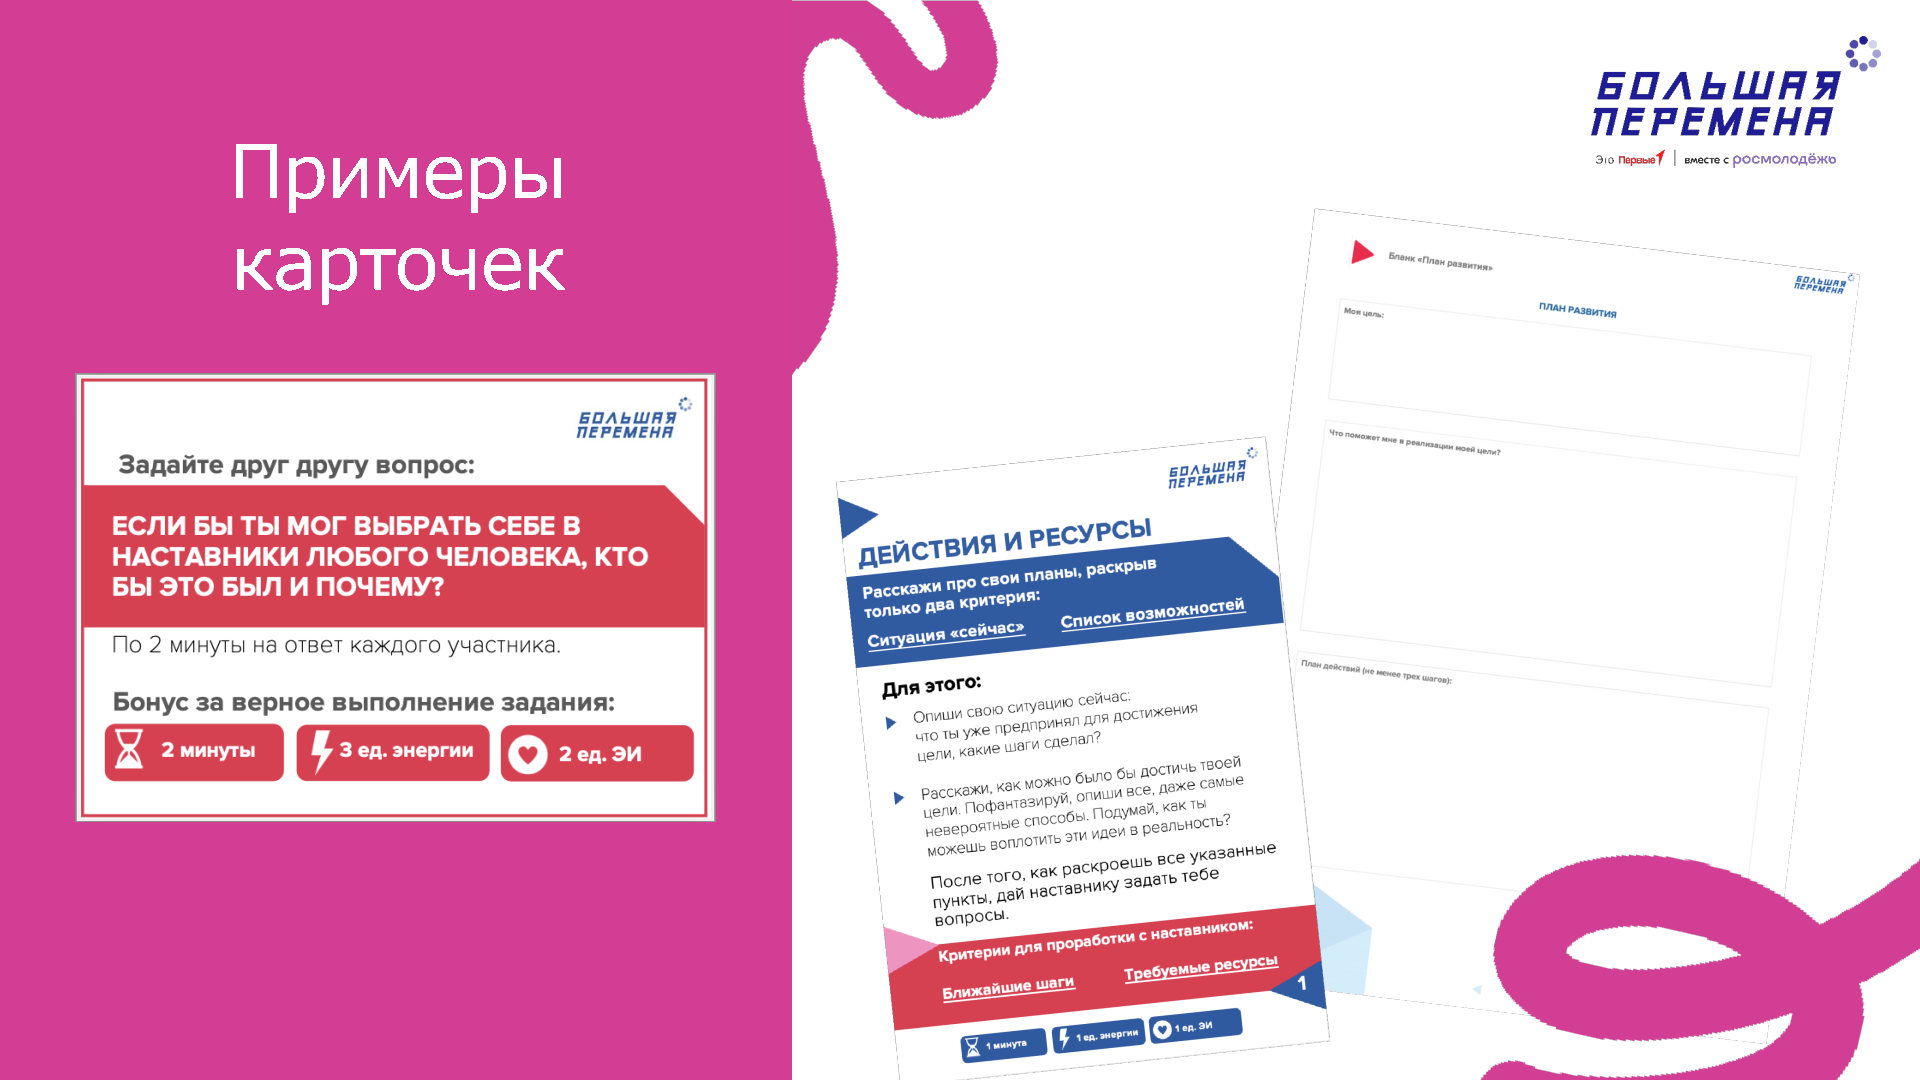 Примеры
карточек
БОЛЬШАЯ
ПЕРЕМЕНА
Это Первые | вместе с росмолодёжь
БОЛЬШАЯ
ПЕРЕМЕНА
Задайте друг другу вопрос:
ЕСЛИ БЫ ТЫ МОГ ВЫБРАТЬ СЕБЕ В
НАСТАВНИКИ ЛЮБОГО ЧЕЛОВЕКА, КТО
БЫ ЭТО БЫЛ И ПОЧЕМУ?
По 2 минуты на ответ каждого участника.
Бонус за верное выполнение задания:
2 минуты
3 ед. энергии
2 ед. ЭИ
БОЛЬШАЯ
ПЕРЕМЕНА
ДЕЙСТВИЯ И РЕСУРСЫ
Расскажи про свои планы, раскрыв
только два критерия:
Ситуация «сейчас»
Список возможностей
Для этого:
Опиши свою ситуацию сейчас:
что ты уже предпринял для достижения
цели, какие шаги сделал?
Расскажи, как можно было бы достичь твоей
цели. Пофантазируй, опиши все, даже самые
невероятные способы. Подумай, как ты
можешь воплотить эти идеи в реальность?
После того, как раскроешь все указанные
пункты, дай наставнику задать тебе
вопросы.
Критерии для проработки с наставником:
Ближайшие шаги
Требуемые ресурсы
1
1 минута
1 ед. энергии
1 ед. ЭИ
Бланк «План развития»
БОЛЬШАЯ
ПЕРЕМЕНА
ПЛАН РАЗВИТИЯ
Моя цель:
Что поможет мне в реализации моей цели?
План действий (не менее трех шагов):